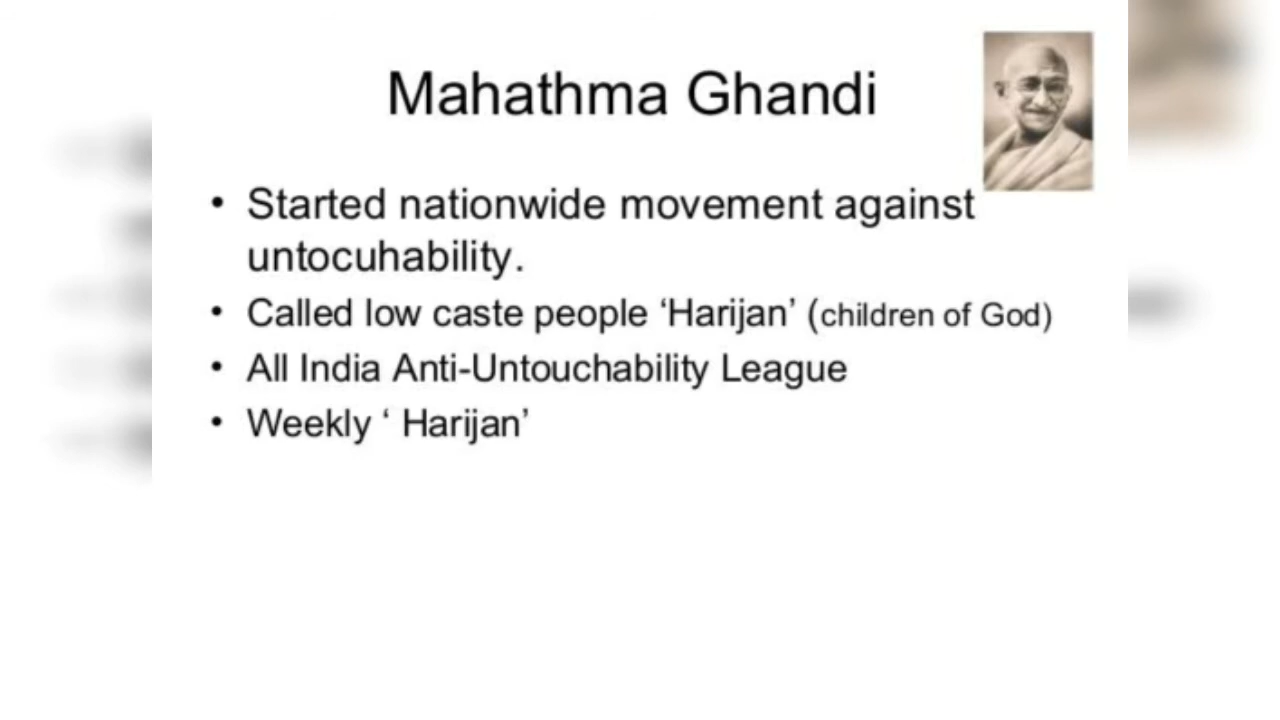 Mahathma Ghandi
• Started nationwide movement against
untocuhability.
• Called low caste people ‘Harijan’ (children of God)
• All India Anti-Untouchability League
• Weekly ‘ Harijan’